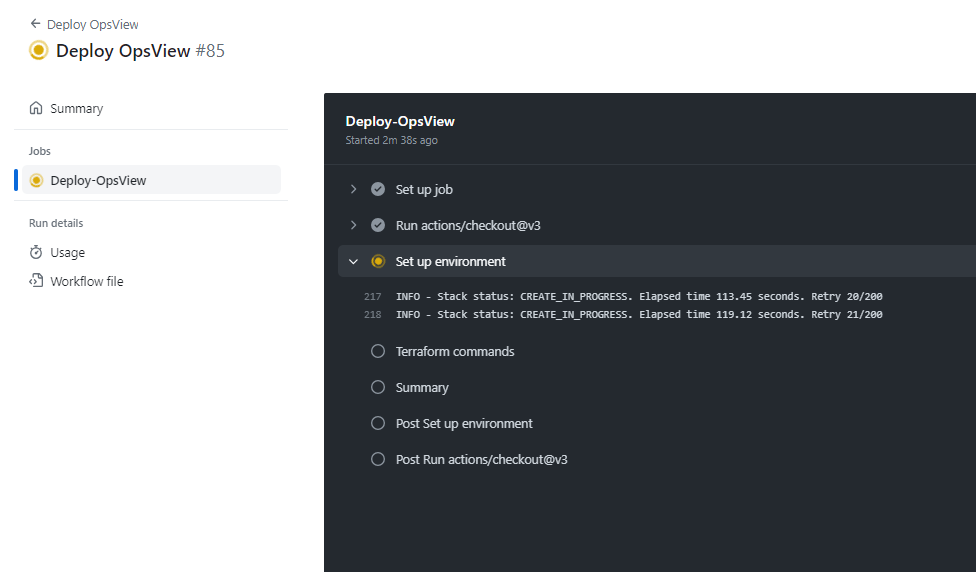 Deploy OpsView
Deploy OpsView #85
Summary
Jobs
Deploy-OpsView
Run details
Usage
Workflow file
Deploy-OpsView
Started 2m 38s ago
Set up job
Run actions/checkout@v3
Set up environment
217 INFO - Stack status: CREATE_IN_PROGRESS. Elapsed time 113.45 seconds. Retry 20/200
218 INFO - Stack status: CREATE_IN_PROGRESS. Elapsed time 119.12 seconds. Retry 21/200
Terraform commands
Summary
Post Set up environment
Post Run actions/checkout@v3